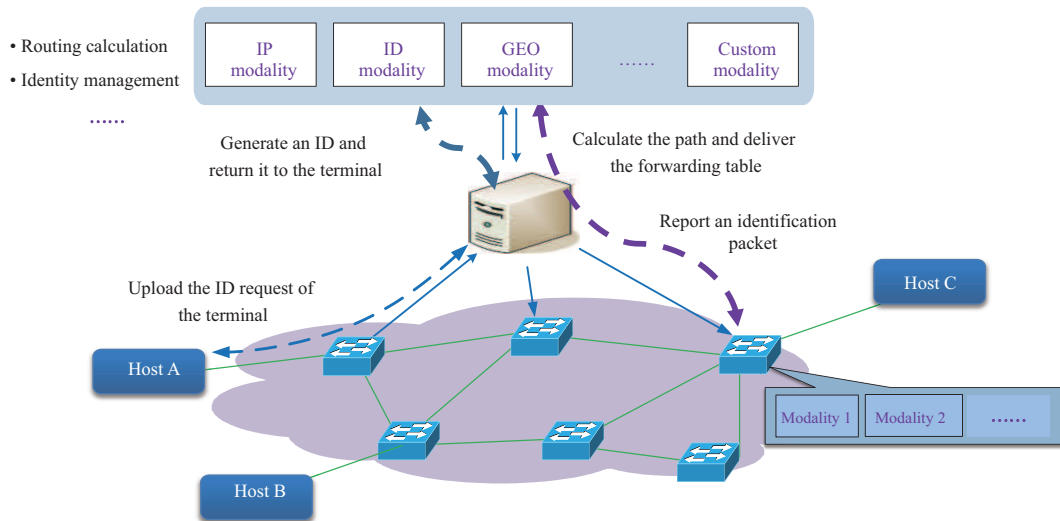 • Routing calculation
• Identity management
......
IP
modality
ID
modality
GEO
modality
......
Custom
modality
Generate an ID and
return it to the terminal
Calculate the path and deliver
the forwarding table
Report an identification
packet
Upload the ID request of
the terminal
Host C
Host A
Modality 1
Modality 2
......
Host B